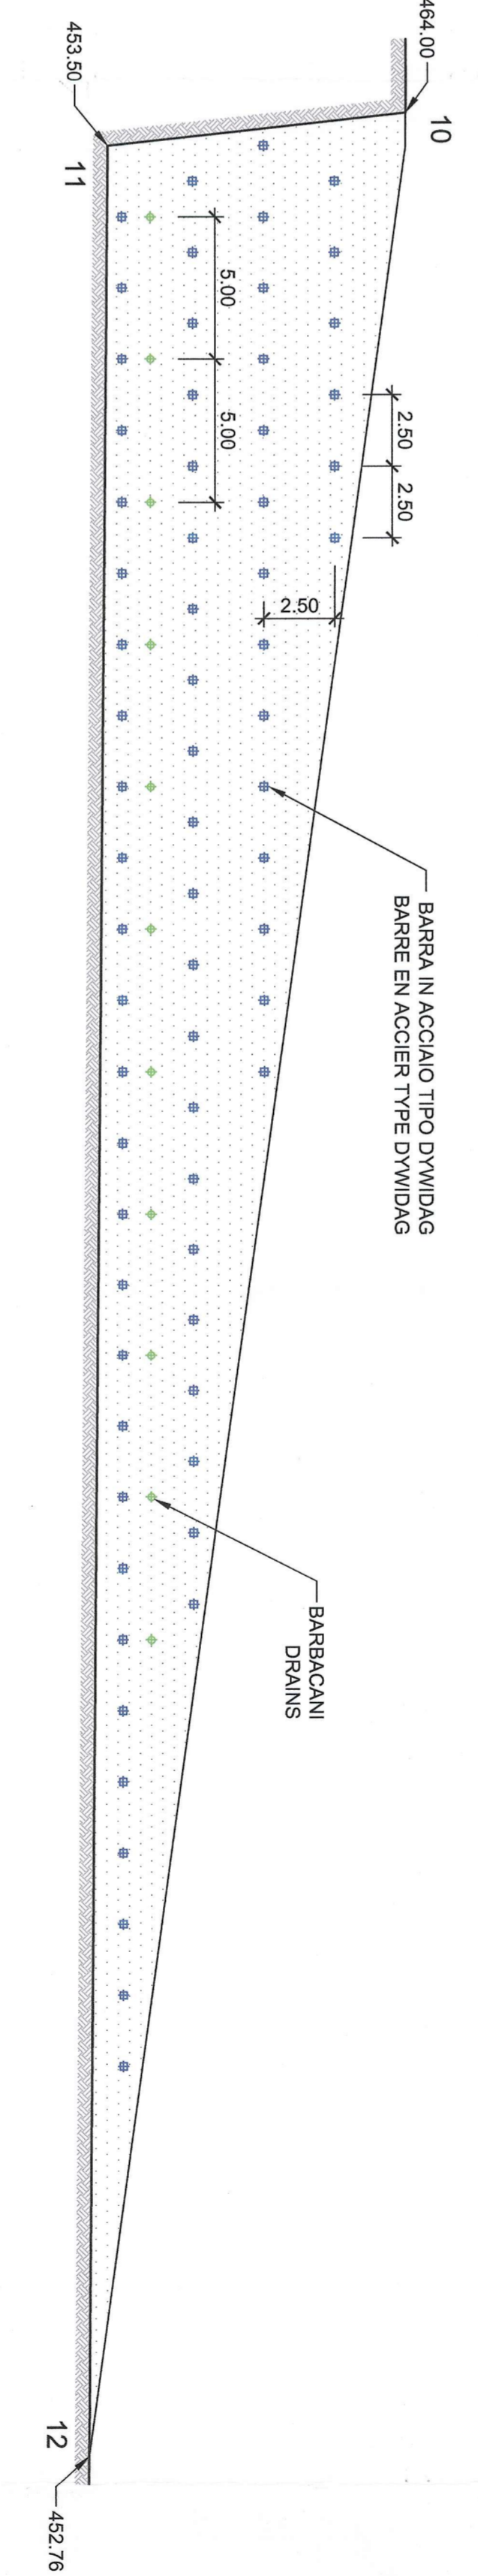 464.00
10
453.50
11
5.00
5.00
2.50
2.50
2.50
BARRA IN ACCIAIO TIPO DYWIDAG
BARRE EN ACCIER TYPE DYWIDAG
BARBACANI
DRAINS
12
452.76